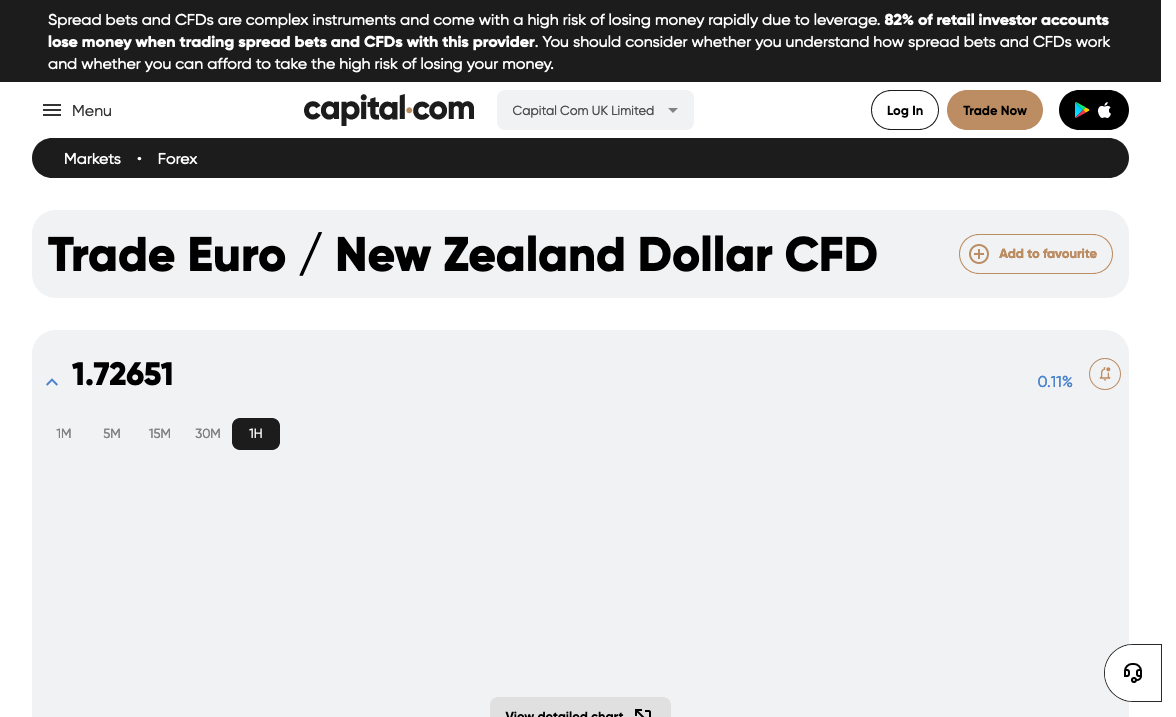 Spread bets and CFDs are complex instruments and come with a high risk of losing money rapidly due to leverage. 82% of retail investor accounts
lose money when trading spread bets and CFDs with this provider. You should consider whether you understand how spread bets and CFDs work
and whether you can afford to take the high risk of losing your money.
Menu
capital.com
Capital Com UK Limited
Log In
Trade Now
Markets • Forex
Trade Euro / New Zealand Dollar CFD
Add to favourite
1.72651
0.11%
1M 5M 15M 30M 1H
View detailed chart